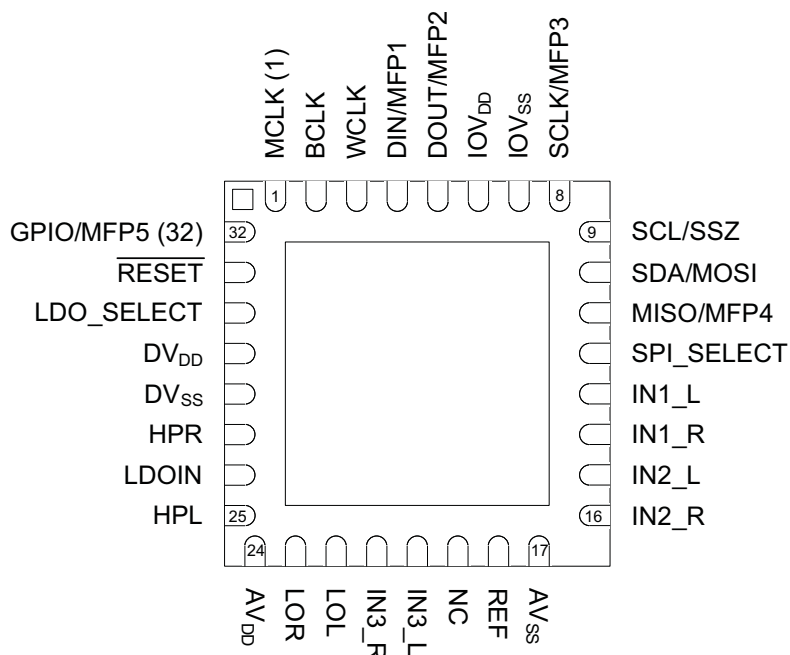 MCLK (1)
BCLK
WCLK
DIN/MFP1
DOUT/MFP2
IOVDD
IOVSS
SCLK/MFP3
1
8
GPIO/MFP5 (32)
32
9
SCL/SSZ
RESET
SDA/MOSI
LDO_SELECT
MISO/MFP4
DVDD
SPI_SELECT
DVSS
IN1_L
HPR
IN1_R
LDOIN
IN2_L
HPL
25
16
IN2_R
24
17
AVDD
LOR
LOL
IN3_R
IN3_L
NC
REF
AVSS